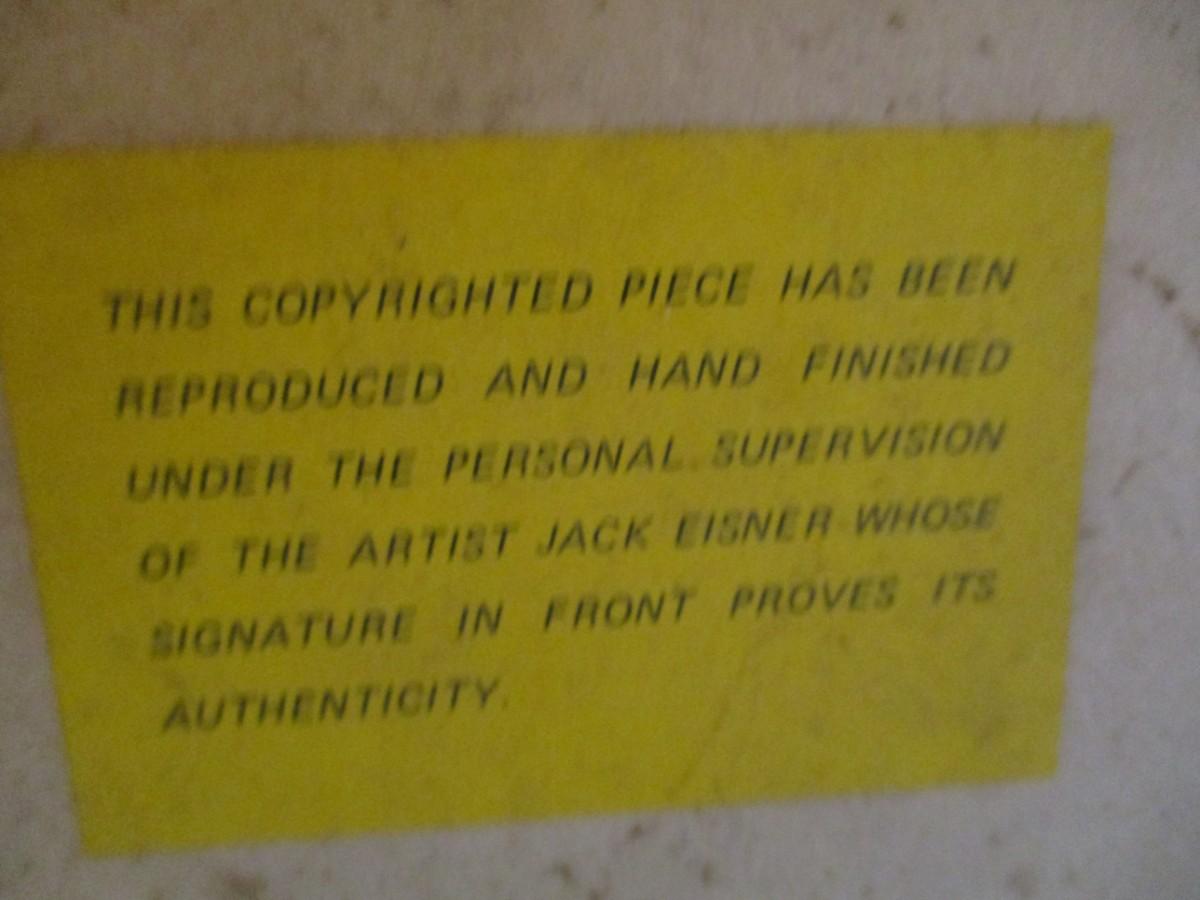 THIS COPYRIGHTED PIECE HAS BEEN
REPRODUCED AND HAND FINISHED
UNDER THE PERSONAL SUPERVISION
OF THE ARTIST JACK EISNER WHOSE
SIGNATURE IN FRONT PROVES ITS
AUTHENTICITY.